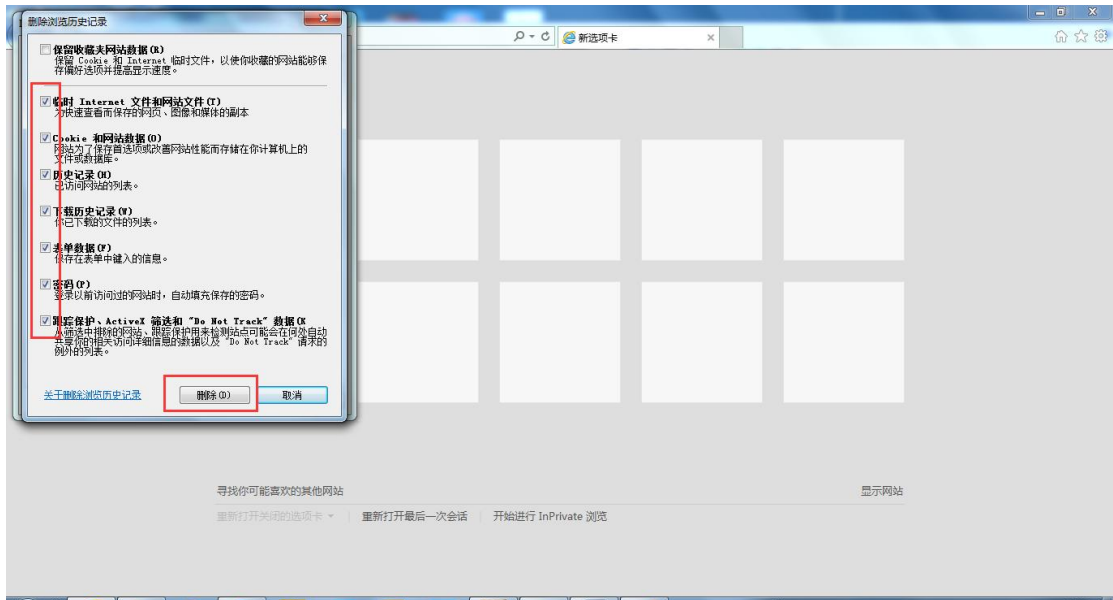 删除浏览历史记录
新选项卡
保留收藏夹网站数据(R)
保留 Cookie 和 Internet 临时文件，以使你收藏的网站能够保
存偏好选项并提高显示速度。
临时 Internet 文件和网站文件(T)
为快速查看而保存的网页、图像和媒体的副本
Cookie 和网站数据(O)
网站为了保存首选项或改善网站性能而存储在你计算机上的
文件或数据库。
历史记录(H)
已访问网站的列表。
下载历史记录(W)
你已下载的文件的列表。
表单数据(F)
保存在表单中键入的信息。
密码(P)
登录以前访问过的网站时，自动填充保存的密码。
跟踪保护、ActiveX 筛选和 "Do Not Track" 数据(K
从筛选中排除的网站、跟踪保护用来检测站点可能会在何处自动
共享你的相关访问详细信息的数据以及 "Do Not Track" 请求的
例外的列表。
关于删除浏览历史记录 删除(D) 取消
寻找你可能喜欢的其他网站 显示网站
重新打开关闭的选项卡 重新打开最后一次会话 开始进行 InPrivate 浏览